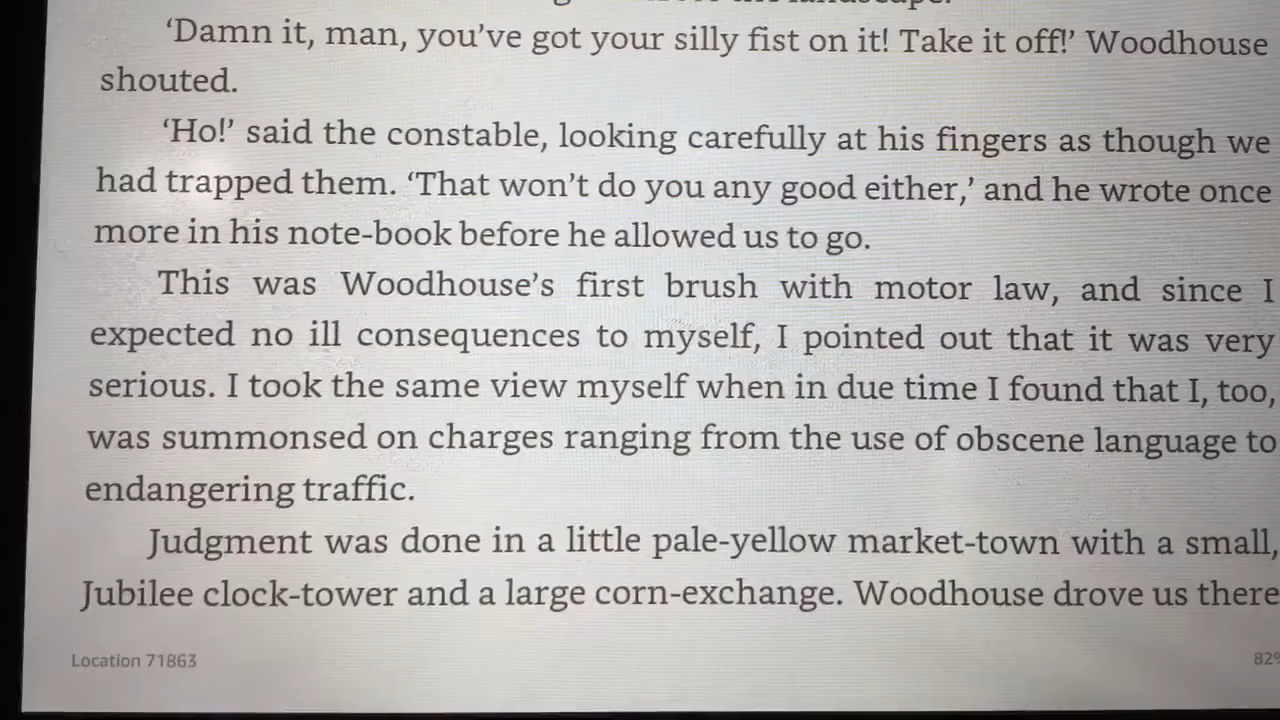 ‘Damn it, man, you’ve got your silly fist on it! Take it off!’ Woodhouse
shouted.
‘Ho!’ said the constable, looking carefully at his fingers as though we
had trapped them. ‘That won’t do you any good either,’ and he wrote once
more in his note-book before he allowed us to go.
This was Woodhouse’s first brush with motor law, and since I
expected no ill consequences to myself, I pointed out that it was very
serious. I took the same view myself when in due time I found that I, too,
was summonsed on charges ranging from the use of obscene language to
endangering traffic.
Judgment was done in a little pale-yellow market-town with a small,
Jubilee clock-tower and a large corn-exchange. Woodhouse drove us there
Location 71863
82%